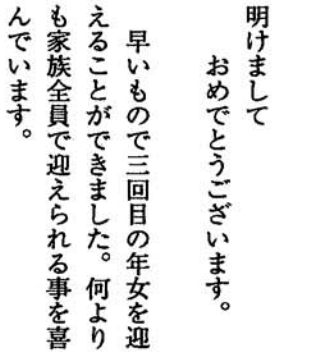 明けまして
おめでとうございます。
早いもので三回目の年女を迎
えることができました。何より
も家族全員で迎えられる事を喜
んでいます。